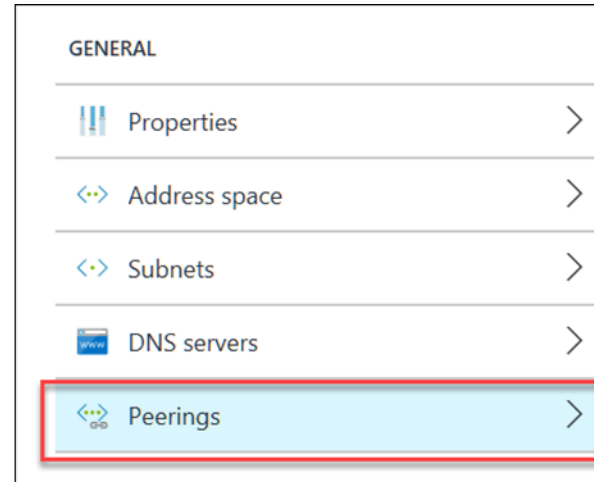 GENERAL
Properties
Address space
Subnets
www
DNS servers
Peerings